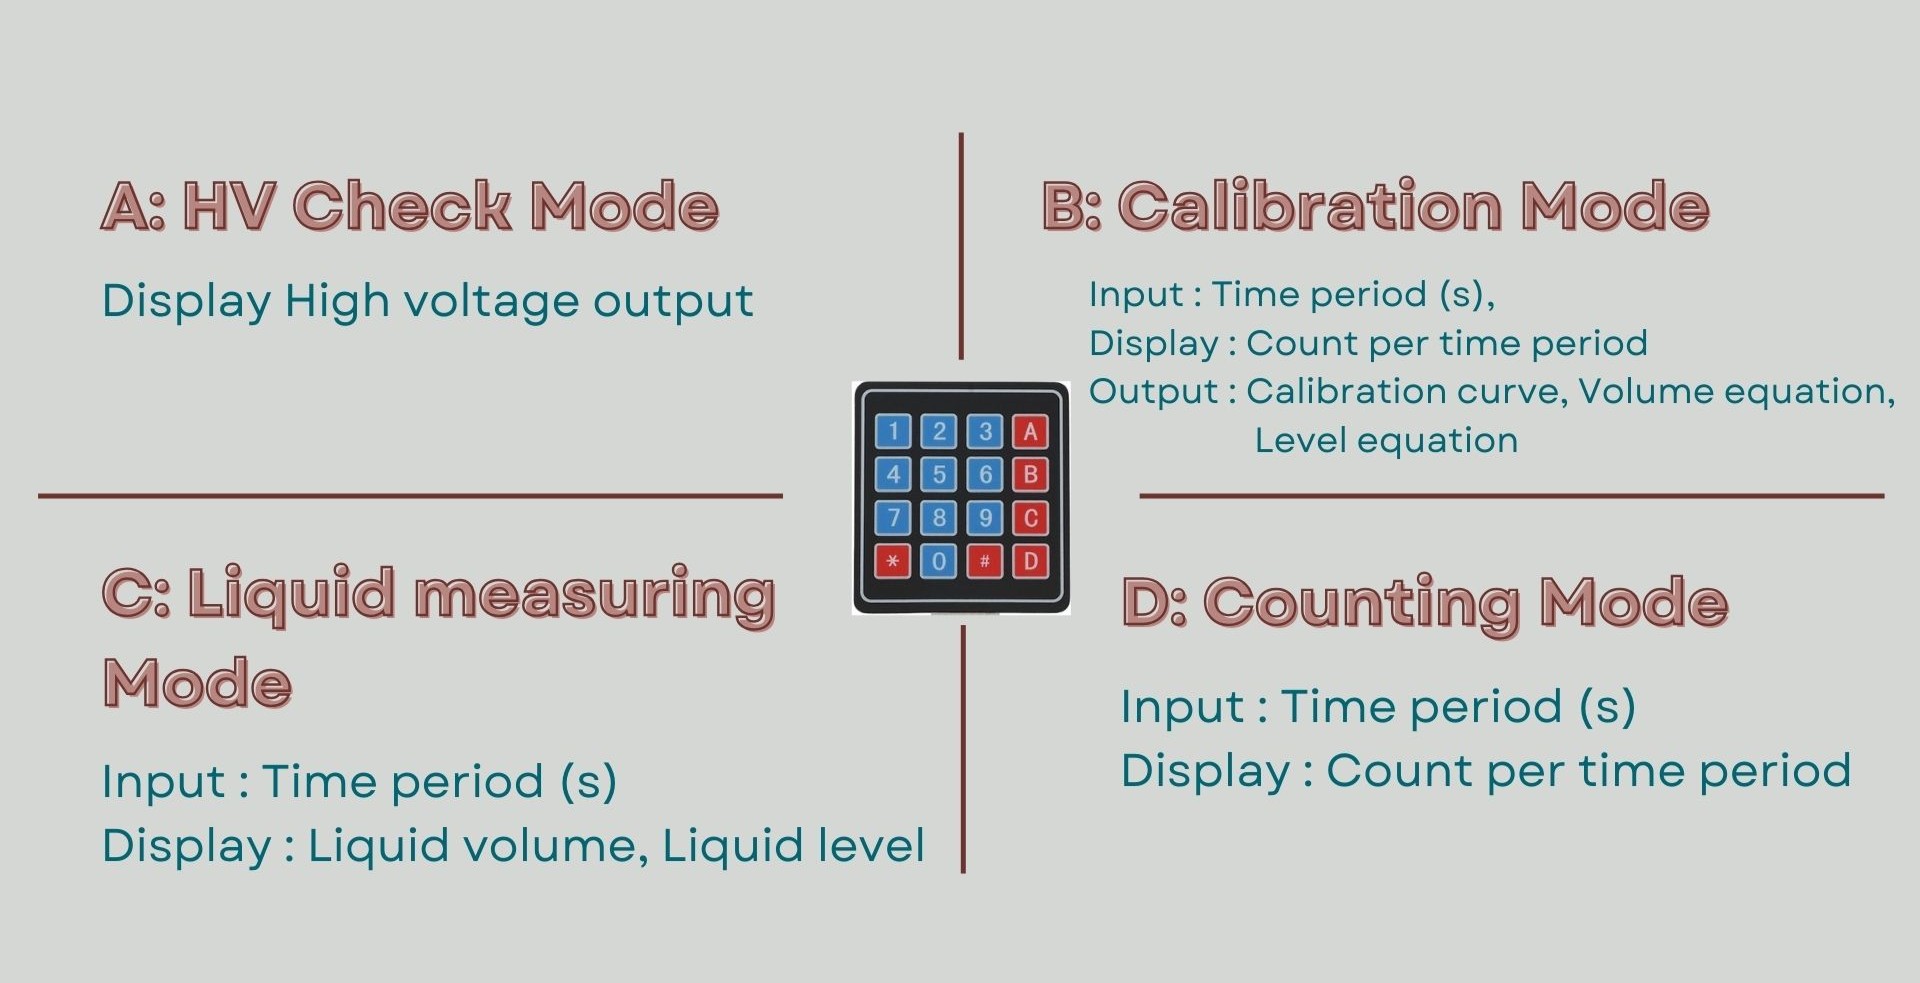 A: HV Check Mode
Display High voltage output
B: Calibration Mode
Input : Time period (s),
Display : Count per time period
Output : Calibration curve, Volume equation,
Level equation
1 2 3 A
4 5 6 B
7 8 9 C
* 0 # D
C: Liquid measuring
Mode
Input : Time period (s)
Display : Liquid volume, Liquid level
D: Counting Mode
Input : Time period (s)
Display : Count per time period